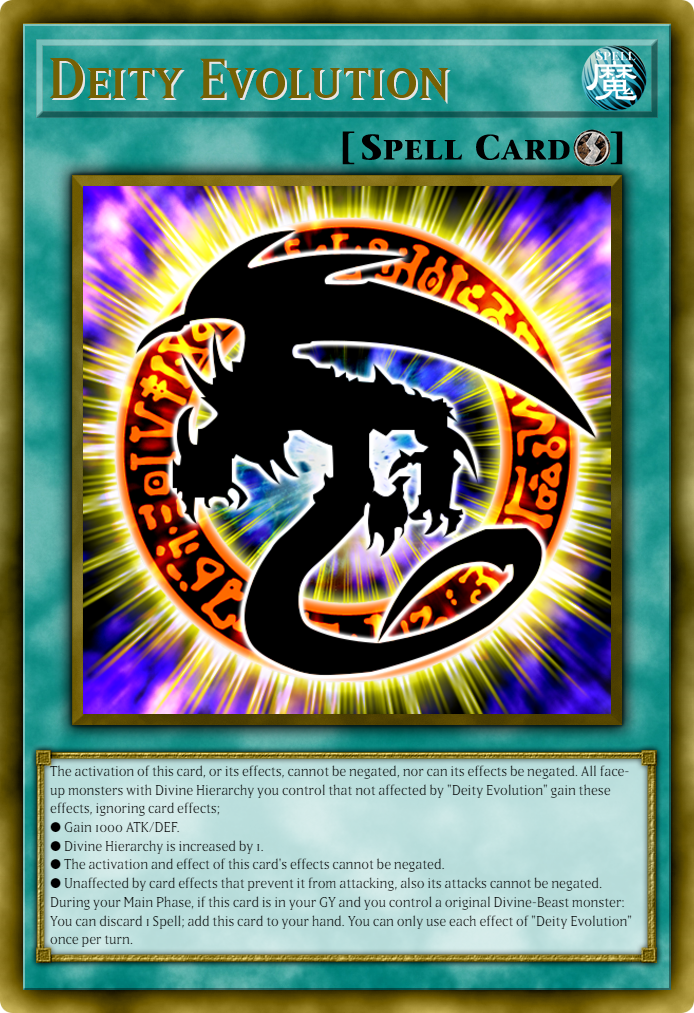 Deity Evolution
SPELL
魔
[Spell Card]
The activation of this card, or its effects, cannot be negated, nor can its effects be negated. All face-
up monsters with Divine Hierarchy you control that not affected by "Deity Evolution" gain these
effects, ignoring card effects;
● Gain 1000 ATK/DEF.
● Divine Hierarchy is increased by 1.
● The activation and effect of this card's effects cannot be negated.
● Unaffected by card effects that prevent it from attacking, also its attacks cannot be negated.
During your Main Phase, if this card is in your GY and you control a original Divine-Beast monster:
You can discard 1 Spell; add this card to your hand. You can only use each effect of "Deity Evolution"
once per turn.